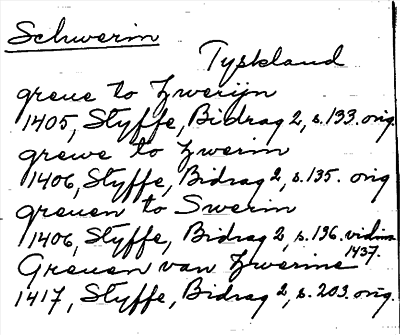 Schwerin
Tyskland
greue to Zwerijn
1405, Styffe, Bidrag 2, s. 133. orig.
grewe to Zwerin
1406, Styffe, Bidrag 2, s. 135. orig
greuen to Swerin
1406, Styffe, Bidrag 2, s. 136. vidim
1437.
Greuen van Zwerine
1417, Styffe, Bidrag 2, s. 203. orig.